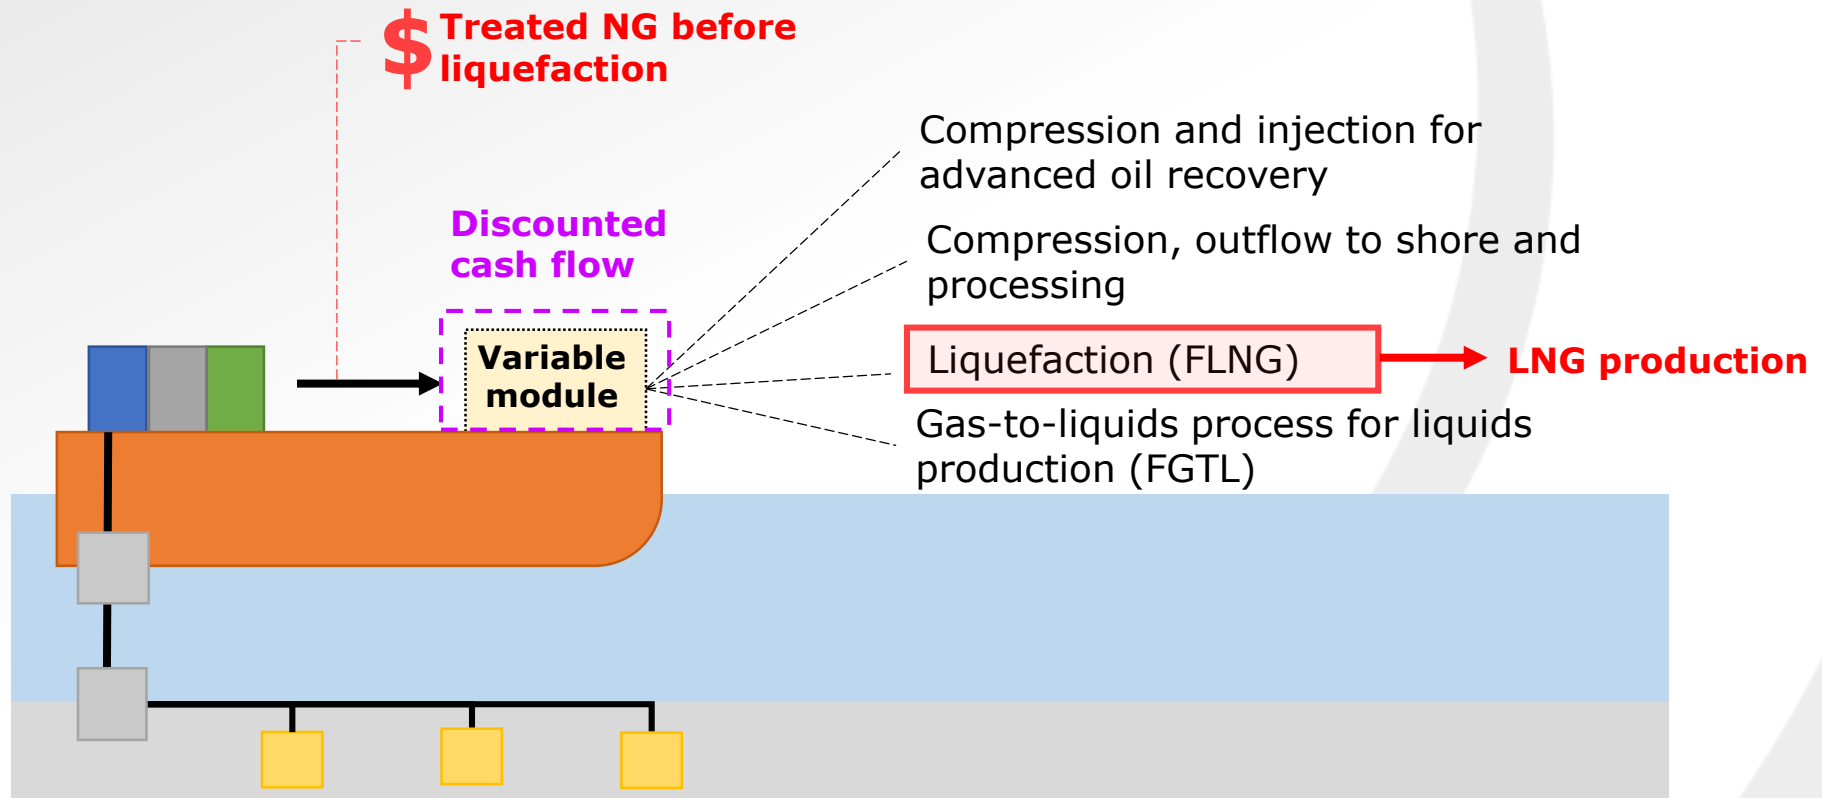 $ Treated NG before
liquefaction
Compression and injection for
advanced oil recovery
Discounted
cash flow
Compression, outflow to shore and
processing
Variable
module
Liquefaction (FLNG)
LNG production
Gas-to-liquids process for liquids
production (FGTL)